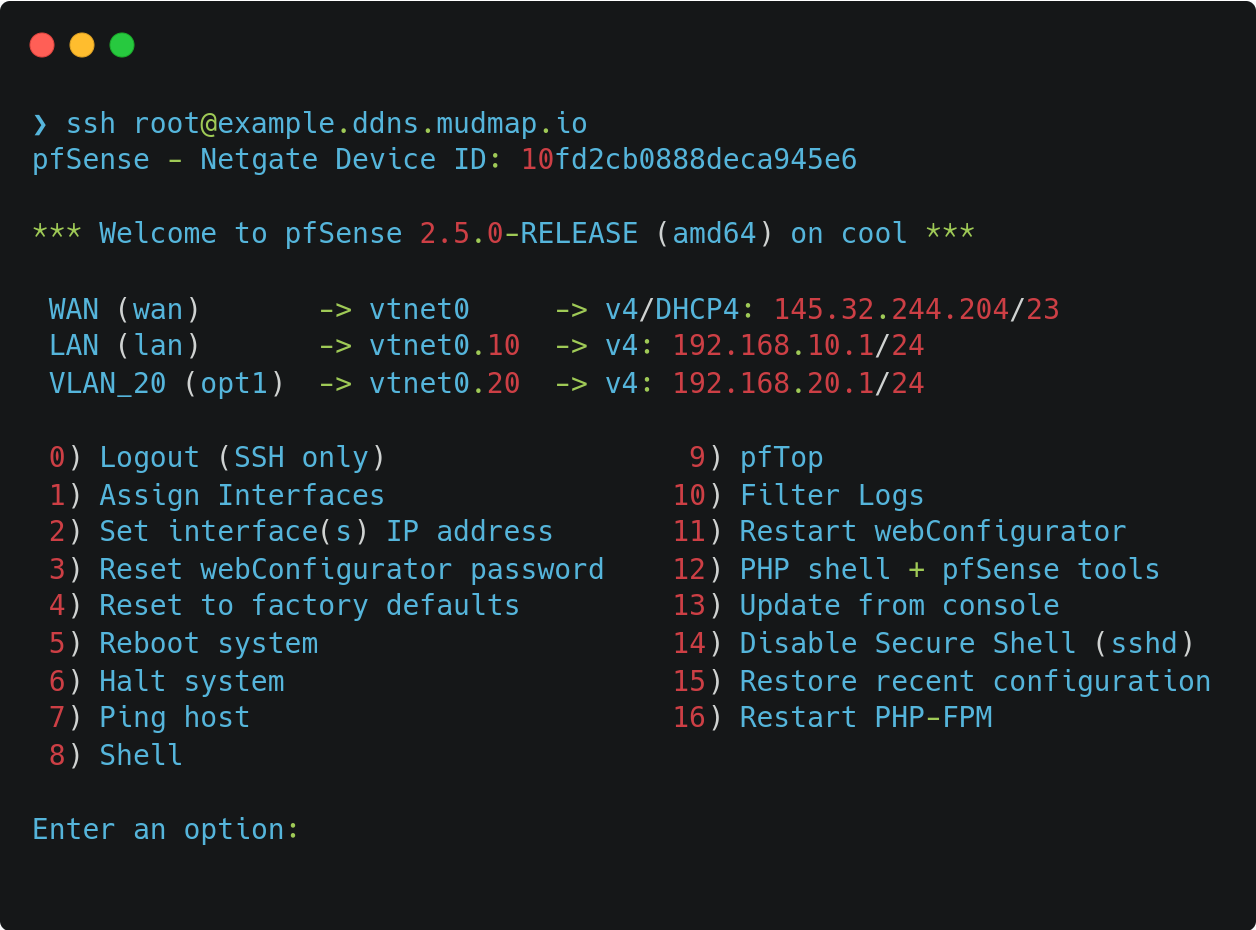 ❯ ssh root@example.ddns.mudmap.io
pfSense - Netgate Device ID: 10fd2cb0888deca945e6
*** Welcome to pfSense 2.5.0-RELEASE (amd64) on cool ***
WAN (wan)       -> vtnet0     -> v4/DHCP4: 145.32.244.204/23
LAN (lan)       -> vtnet0.10  -> v4: 192.168.10.1/24
VLAN_20 (opt1)  -> vtnet0.20  -> v4: 192.168.20.1/24
0) Logout (SSH only)                  9) pfTop
1) Assign Interfaces                 10) Filter Logs
2) Set interface(s) IP address       11) Restart webConfigurator
3) Reset webConfigurator password    12) PHP shell + pfSense tools
4) Reset to factory defaults         13) Update from console
5) Reboot system                     14) Disable Secure Shell (sshd)
6) Halt system                       15) Restore recent configuration
7) Ping host                         16) Restart PHP-FPM
8) Shell
Enter an option: